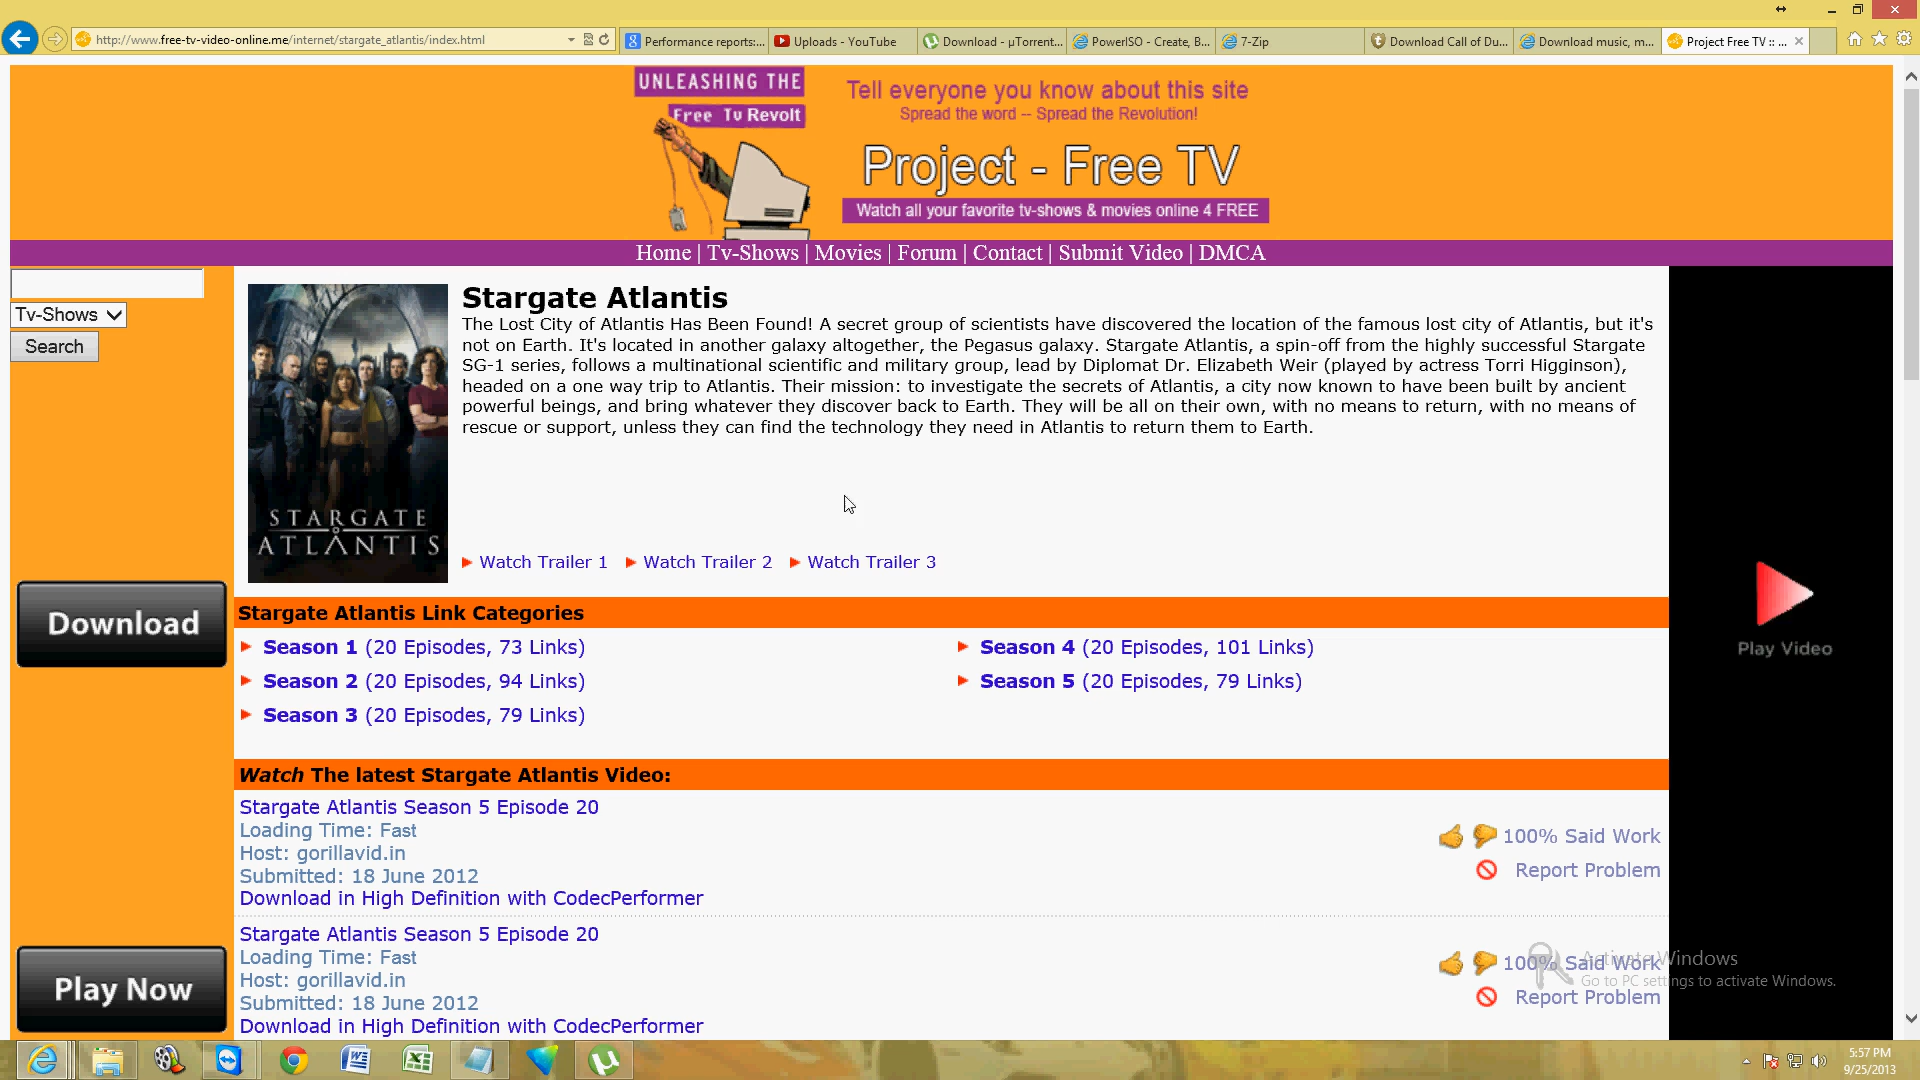 http://www.free-tv-video-online.me/internet/stargate_atlantis/index.html
Performance reports:...
Uploads - YouTube
Download - µTorrent...
PowerISO - Create, B...
7-Zip
Download Call of Du...
Download music, m...
Project Free TV :: ...
UNLEASHING THE
Free Tv Revolt
Tell everyone you know about this site
Spread the word -- Spread the Revolution!
Project - Free TV
Watch all your favorite tv-shows & movies online 4 FREE
Home | Tv-Shows | Movies | Forum | Contact | Submit Video | DMCA
Tv-Shows
Search
STARGATE
ATLANTIS
Stargate Atlantis
The Lost City of Atlantis Has Been Found! A secret group of scientists have discovered the location of the famous lost city of Atlantis, but it's
not on Earth. It's located in another galaxy altogether, the Pegasus galaxy. Stargate Atlantis, a spin-off from the highly successful Stargate
SG-1 series, follows a multinational scientific and military group, lead by Diplomat Dr. Elizabeth Weir (played by actress Torri Higginson),
headed on a one way trip to Atlantis. Their mission: to investigate the secrets of Atlantis, a city now known to have been built by ancient
powerful beings, and bring whatever they discover back to Earth. They will be all on their own, with no means to return, with no means of
rescue or support, unless they can find the technology they need in Atlantis to return them to Earth.
Watch Trailer 1
Watch Trailer 2
Watch Trailer 3
Download
Play Video
Stargate Atlantis Link Categories
Season 1 (20 Episodes, 73 Links)
Season 2 (20 Episodes, 94 Links)
Season 3 (20 Episodes, 79 Links)
Season 4 (20 Episodes, 101 Links)
Season 5 (20 Episodes, 79 Links)
Watch The latest Stargate Atlantis Video:
Stargate Atlantis Season 5 Episode 20
Loading Time: Fast
Host: gorillavid.in
Submitted: 18 June 2012
Download in High Definition with CodecPerformer
100% Said Work
Report Problem
Stargate Atlantis Season 5 Episode 20
Loading Time: Fast
Host: gorillavid.in
Submitted: 18 June 2012
Download in High Definition with CodecPerformer
100% Said Work
Report Problem
Play Now
Activate Windows
Go to PC settings to activate Windows.
5:57 PM
9/25/2013